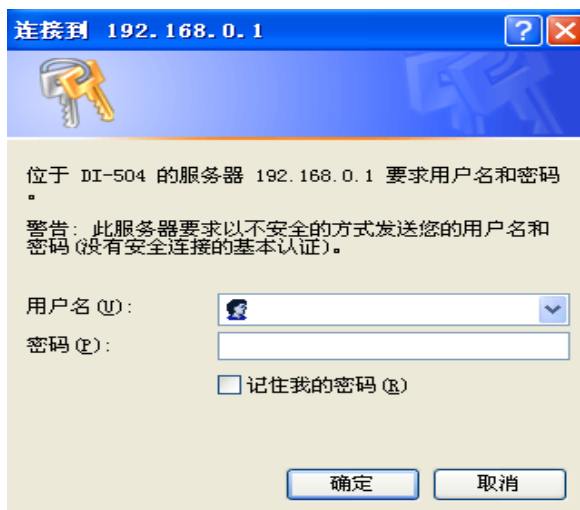 连接到 192.168.0.1
位于 DI-504 的服务器 192.168.0.1 要求用户名和密码
。
警告: 此服务器要求以不安全的方式发送您的用户名和
密码(没有安全连接的基本认证)。
用户名(U):
密码(P):
记住我的密码(R)
确定 取消